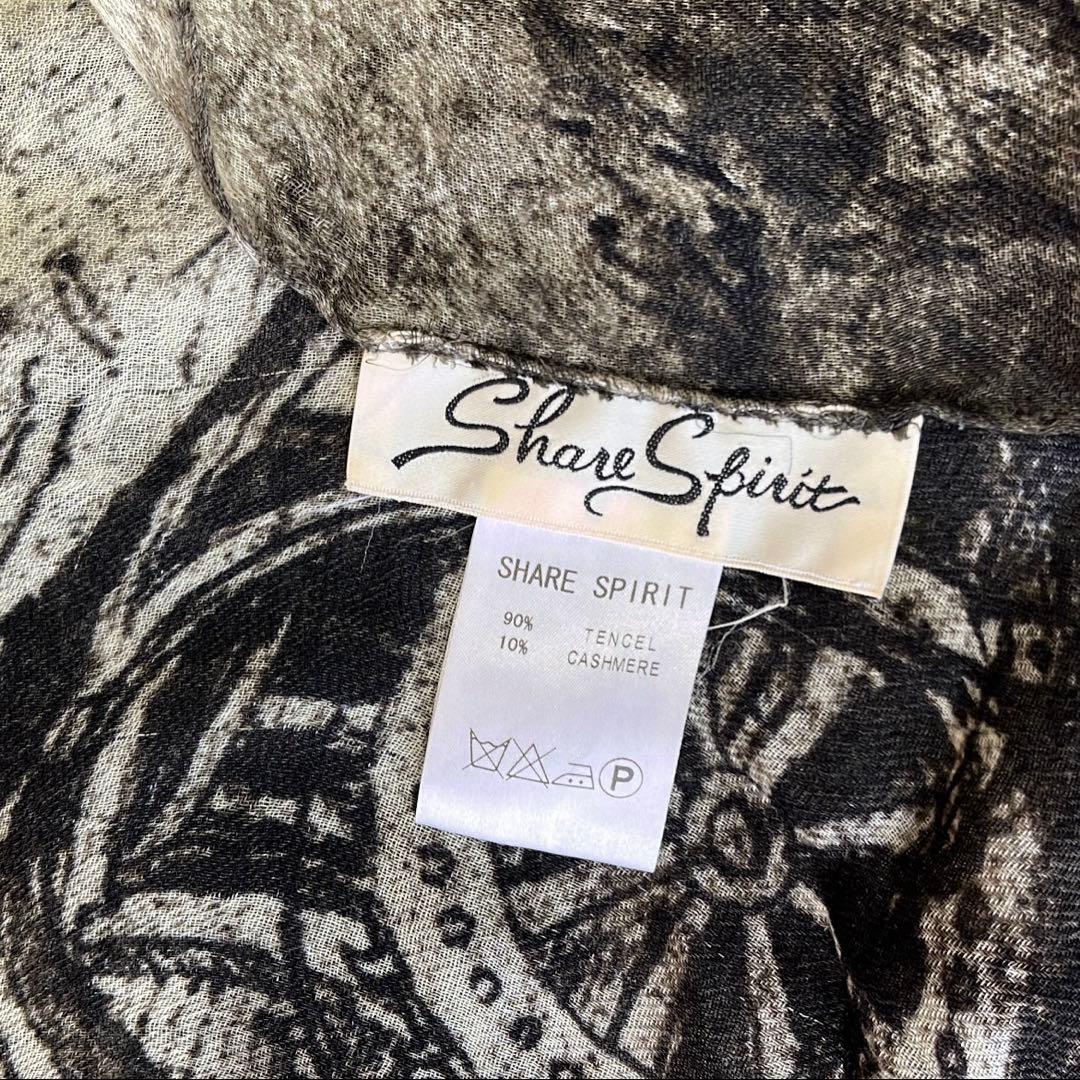 Share Spirit
SHARE SPIRIT
90% TENCEL
10% CASHMERE
P